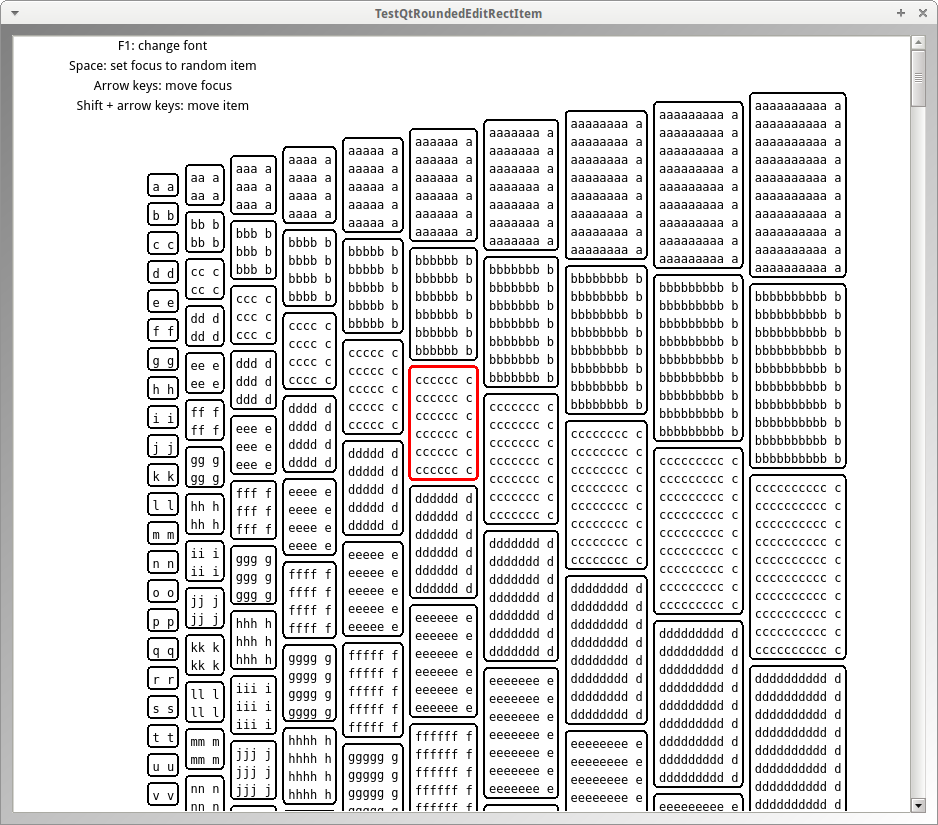 TestQtRoundedEditRectItem
F1: change font
Space: set focus to random item
Arrow keys: move focus
Shift + arrow keys: move item
a a
b b
c c
d d
e e
f f
g g
h h
i i
j j
k k
l l
m m
n n
o o
p p
q q
r r
s s
t t
u u
v v
aa a
aa a
bb b
bb b
cc c
cc c
dd d
dd d
ee e
ee e
ff f
ff f
gg g
gg g
hh h
hh h
ii i
ii i
jj j
jj j
kk k
kk k
ll l
ll l
mm m
mm m
nn n
nn n
aaa a
aaa a
aaa a
bbb b
bbb b
bbb b
ccc c
ccc c
ccc c
ddd d
ddd d
ddd d
eee e
eee e
eee e
fff f
fff f
fff f
ggg g
ggg g
ggg g
hhh h
hhh h
hhh h
iii i
iii i
iii i
jjj j
jjj j
jjj j
aaaa a
aaaa a
aaaa a
aaaa a
bbbb b
bbbb b
bbbb b
bbbb b
cccc c
cccc c
cccc c
cccc c
dddd d
dddd d
dddd d
dddd d
eeee e
eeee e
eeee e
eeee e
ffff f
ffff f
ffff f
ffff f
gggg g
gggg g
gggg g
gggg g
hhhh h
hhhh h
hhhh h
hhhh h
aaaaa a
aaaaa a
aaaaa a
aaaaa a
aaaaa a
bbbbb b
bbbbb b
bbbbb b
bbbbb b
bbbbb b
ccccc c
ccccc c
ccccc c
ccccc c
ccccc c
ddddd d
ddddd d
ddddd d
ddddd d
ddddd d
eeeee e
eeeee e
eeeee e
eeeee e
eeeee e
fffff f
fffff f
fffff f
fffff f
fffff f
ggggg g
ggggg g
ggggg g
ggggg g
aaaaaa a
aaaaaa a
aaaaaa a
aaaaaa a
aaaaaa a
aaaaaa a
bbbbbb b
bbbbbb b
bbbbbb b
bbbbbb b
bbbbbb b
bbbbbb b
cccccc c
cccccc c
cccccc c
cccccc c
cccccc c
cccccc c
dddddd d
dddddd d
dddddd d
dddddd d
dddddd d
dddddd d
eeeeee e
eeeeee e
eeeeee e
eeeeee e
eeeeee e
eeeeee e
ffffff f
ffffff f
ffffff f
ffffff f
ffffff f
aaaaaaa a
aaaaaaa a
aaaaaaa a
aaaaaaa a
aaaaaaa a
aaaaaaa a
aaaaaaa a
bbbbbbb b
bbbbbbb b
bbbbbbb b
bbbbbbb b
bbbbbbb b
bbbbbbb b
bbbbbbb b
ccccccc c
ccccccc c
ccccccc c
ccccccc c
ccccccc c
ccccccc c
ccccccc c
ddddddd d
ddddddd d
ddddddd d
ddddddd d
ddddddd d
ddddddd d
ddddddd d
eeeeeee e
eeeeeee e
eeeeeee e
eeeeeee e
eeeeeee e
eeeeeee e
eeeeeee e
aaaaaaaa a
aaaaaaaa a
aaaaaaaa a
aaaaaaaa a
aaaaaaaa a
aaaaaaaa a
aaaaaaaa a
aaaaaaaa a
bbbbbbbb b
bbbbbbbb b
bbbbbbbb b
bbbbbbbb b
bbbbbbbb b
bbbbbbbb b
bbbbbbbb b
bbbbbbbb b
cccccccc c
cccccccc c
cccccccc c
cccccccc c
cccccccc c
cccccccc c
cccccccc c
cccccccc c
dddddddd d
dddddddd d
dddddddd d
dddddddd d
dddddddd d
dddddddd d
dddddddd d
dddddddd d
eeeeeeee e
eeeeeeee e
eeeeeeee e
eeeeeeee e
aaaaaaaaa a
aaaaaaaaa a
aaaaaaaaa a
aaaaaaaaa a
aaaaaaaaa a
aaaaaaaaa a
aaaaaaaaa a
aaaaaaaaa a
aaaaaaaaa a
bbbbbbbbb b
bbbbbbbbb b
bbbbbbbbb b
bbbbbbbbb b
bbbbbbbbb b
bbbbbbbbb b
bbbbbbbbb b
bbbbbbbbb b
bbbbbbbbb b
ccccccccc c
ccccccccc c
ccccccccc c
ccccccccc c
ccccccccc c
ccccccccc c
ccccccccc c
ccccccccc c
ccccccccc c
ddddddddd d
ddddddddd d
ddddddddd d
ddddddddd d
ddddddddd d
ddddddddd d
ddddddddd d
ddddddddd d
ddddddddd d
eeeeeeeee e
aaaaaaaaaa a
aaaaaaaaaa a
aaaaaaaaaa a
aaaaaaaaaa a
aaaaaaaaaa a
aaaaaaaaaa a
aaaaaaaaaa a
aaaaaaaaaa a
aaaaaaaaaa a
aaaaaaaaaa a
bbbbbbbbbb b
bbbbbbbbbb b
bbbbbbbbbb b
bbbbbbbbbb b
bbbbbbbbbb b
bbbbbbbbbb b
bbbbbbbbbb b
bbbbbbbbbb b
bbbbbbbbbb b
bbbbbbbbbb b
cccccccccc c
cccccccccc c
cccccccccc c
cccccccccc c
cccccccccc c
cccccccccc c
cccccccccc c
cccccccccc c
cccccccccc c
cccccccccc c
dddddddddd d
dddddddddd d
dddddddddd d
dddddddddd d
dddddddddd d
dddddddddd d
dddddddddd d
dddddddddd d